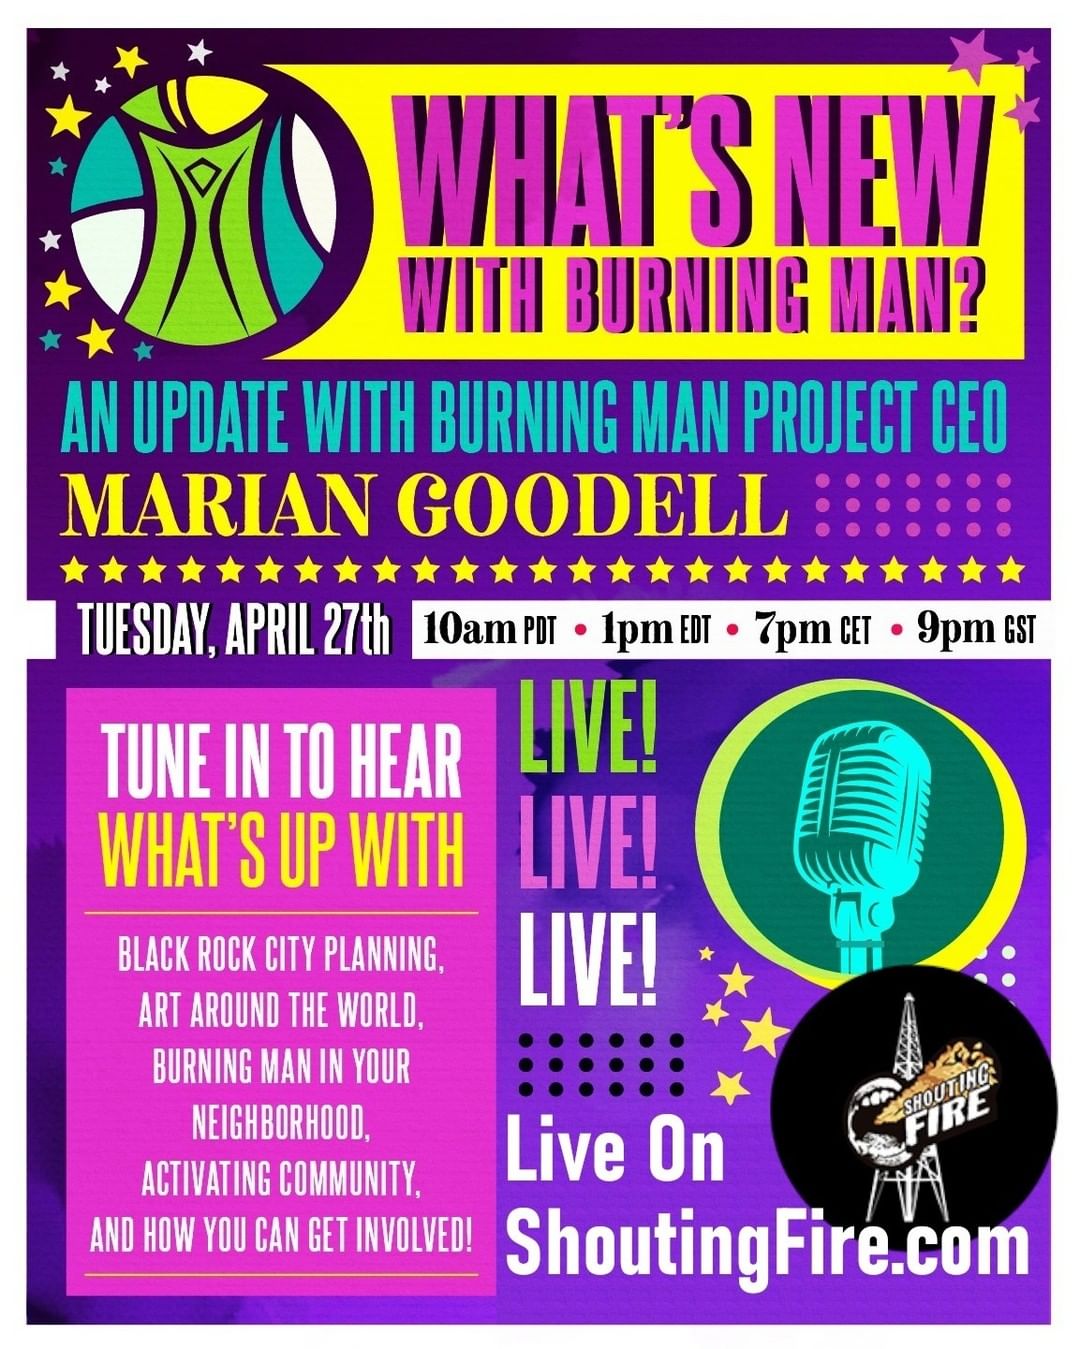 WHAT'S NEW
WITH BURNING MAN?
AN UPDATE WITH BURNING MAN PROJECT CEO
MARIAN GOODELL
TUESDAY, APRIL 27th
10am PDT • 1pm EDT • 7pm CET • 9pm GST
TUNE IN TO HEAR
WHAT'S UP WITH
BLACK ROCK CITY PLANNING,
ART AROUND THE WORLD,
BURNING MAN IN YOUR
NEIGHBORHOOD,
ACTIVATING COMMUNITY,
AND HOW YOU CAN GET INVOLVED!
LIVE!
LIVE!
LIVE!
SHOUTING
FIRE
Live On
ShoutingFire.com